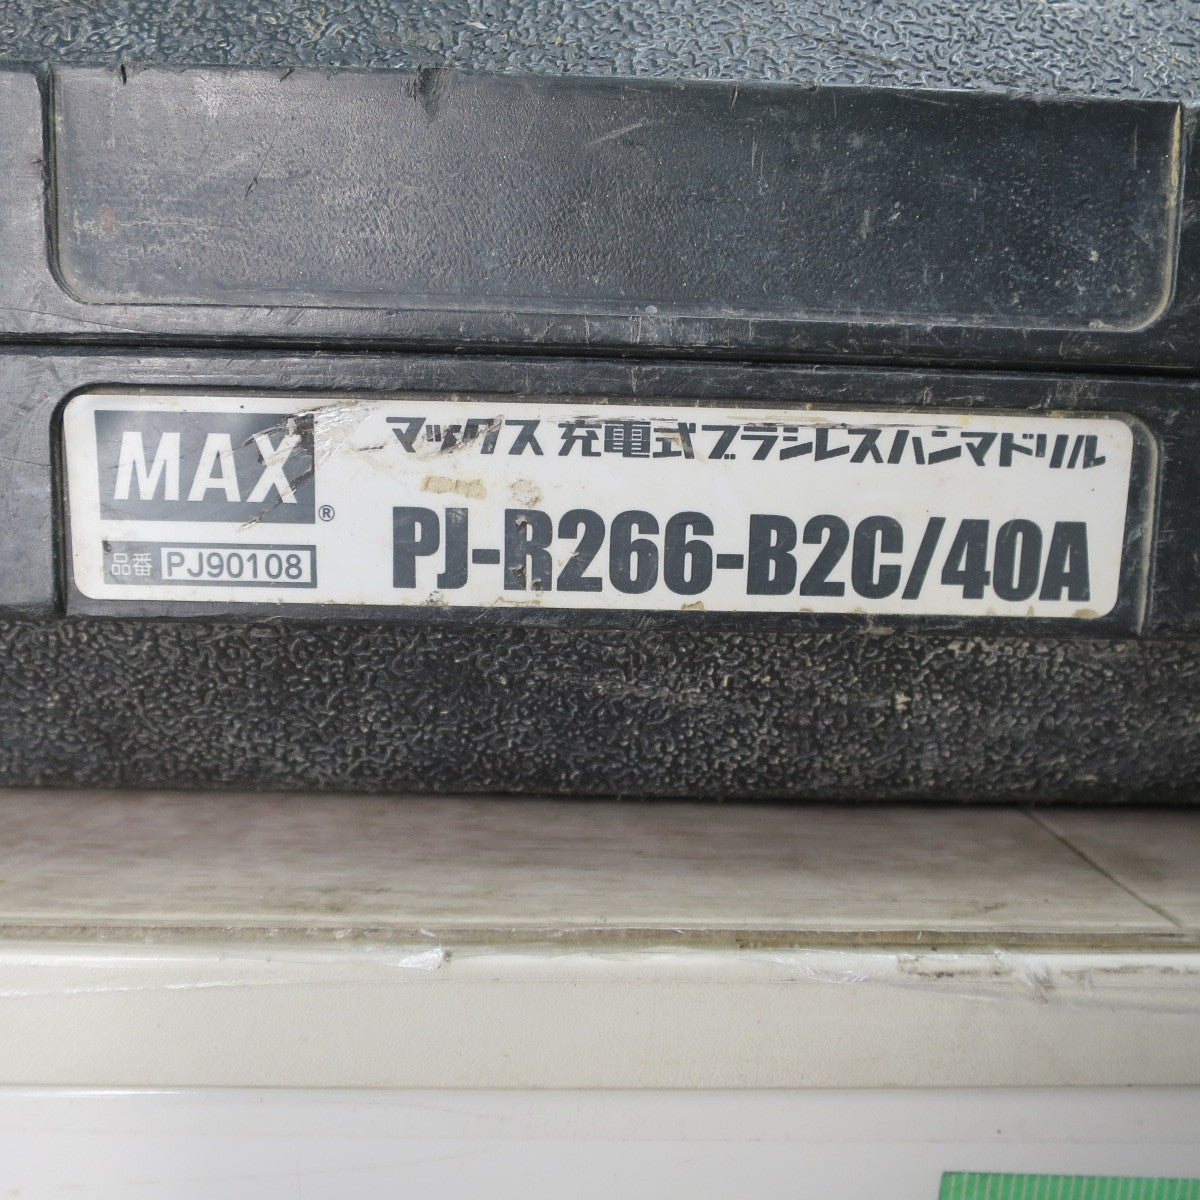 MAX®
マックス 充電式ブラシレスハンマドリル
品番 PJ90108
PJ-R266-B2C/40A